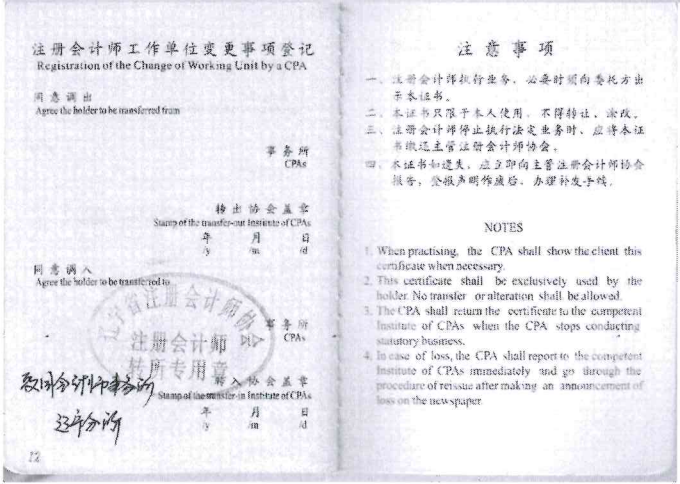 注册会计师工作单位变更事项登记
Registration of the Change of Working Unit by a CPA
同意调出
Agree the holder to be transferred from
事务所
CPAs
转出协会盖章
Stamp of the transfer-out Institute of CPAs
年 月 日
/y /m /d
同意调入
Agree the holder to be transferred to
辽宁省注册会计师协会
注册会计师
转所专用章
事务所
CPAs
转入协会盖章
Stamp of the transfer-in Institute of CPAs
年 月 日
/y /m /d
会计师事务所
分所
12
注意事项
一、注册会计师执行业务，必要时须向委托方出
示本证书。
二、本证书只限于本人使用，不得转让、涂改。
三、注册会计师停止执行法定业务时，应将本证
书缴还主管注册会计师协会。
四、本证书如遗失，应立即向主管注册会计师协会
报告，登报声明作废后，办理补发手续。
NOTES
1. When practising, the CPA shall show the client this
certificate when necessary.
2. This certificate shall be exclusively used by the
holder. No transfer or alteration shall be allowed.
3. The CPA shall return the certificate to the competent
Institute of CPAs when the CPA stops conducting
statutory business.
4. In case of loss, the CPA shall report to the competent
Institute of CPAs immediately and go through the
procedure of reissue after making an announcement of
loss on the newspaper.